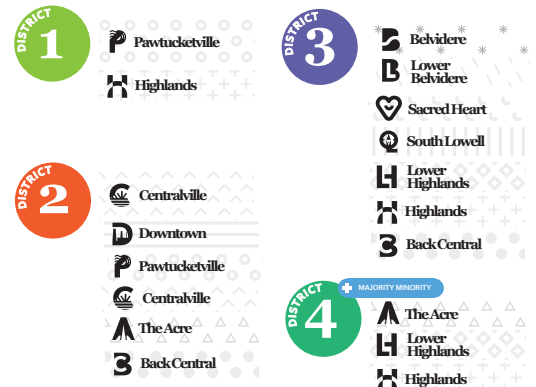 DISTRICT
1
Pawtucketville
Highlands
DISTRICT
2
Centralville
Downtown
Pawtucketville
Centralville
The Acre
Back Central
DISTRICT
3
Belvidere
Lower
Belvidere
Sacred Heart
South Lowell
Lower
Highlands
Highlands
Back Central
DISTRICT
4
MAJORITY MINORITY
The Acre
Lower
Highlands
Highlands